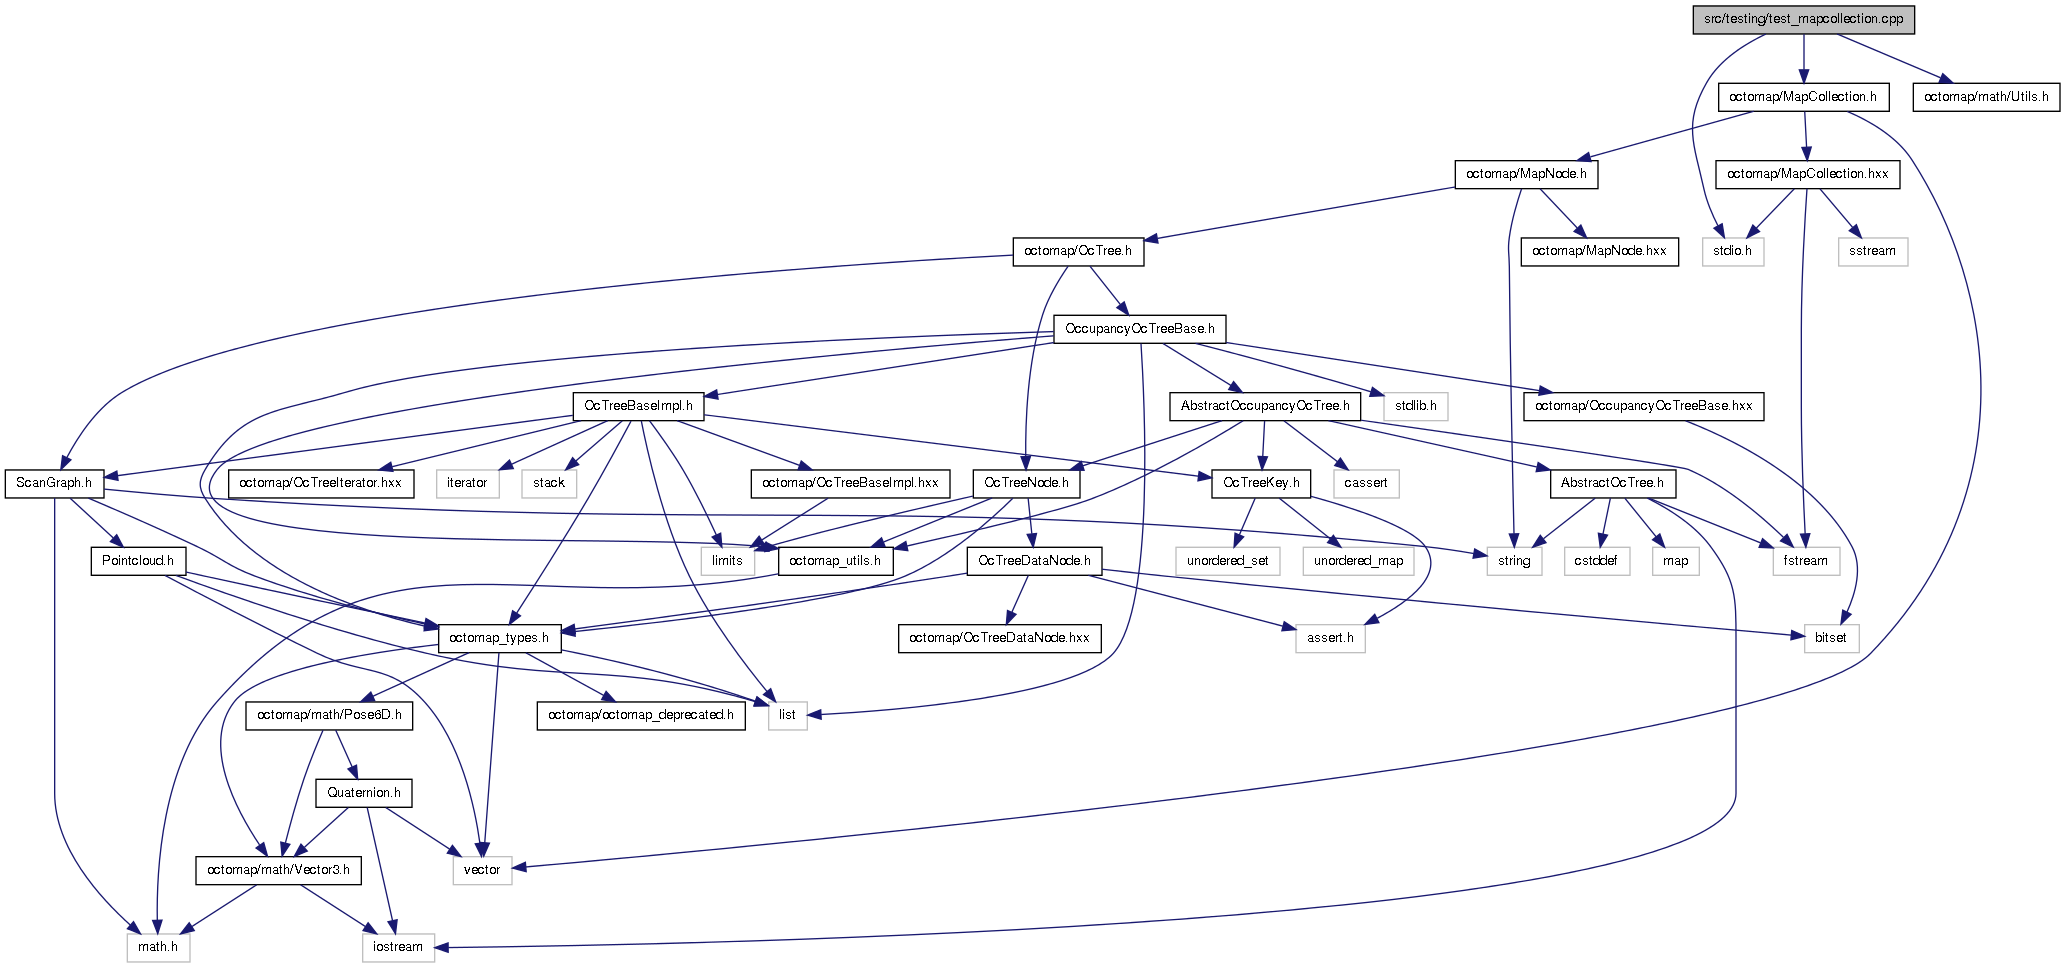 src/testing/test_mapcollection.cpp
octomap/MapCollection.h
octomap/math/Utils.h
octomap/MapNode.h
octomap/MapCollection.hxx
octomap/OcTree.h
octomap/MapNode.hxx
stdio.h
sstream
OccupancyOcTreeBase.h
OcTreeBaseImpl.h
AbstractOccupancyOcTree.h
stdlib.h
octomap/OccupancyOcTreeBase.hxx
ScanGraph.h
octomap/OcTreeIterator.hxx
iterator
stack
octomap/OcTreeBaseImpl.hxx
OcTreeNode.h
OcTreeKey.h
cassert
AbstractOcTree.h
Pointcloud.h
limits
octomap_utils.h
OcTreeDataNode.h
unordered_set
unordered_map
string
cstddef
map
fstream
octomap_types.h
octomap/OcTreeDataNode.hxx
assert.h
bitset
octomap/math/Pose6D.h
octomap/octomap_deprecated.h
list
Quaternion.h
octomap/math/Vector3.h
vector
math.h
iostream